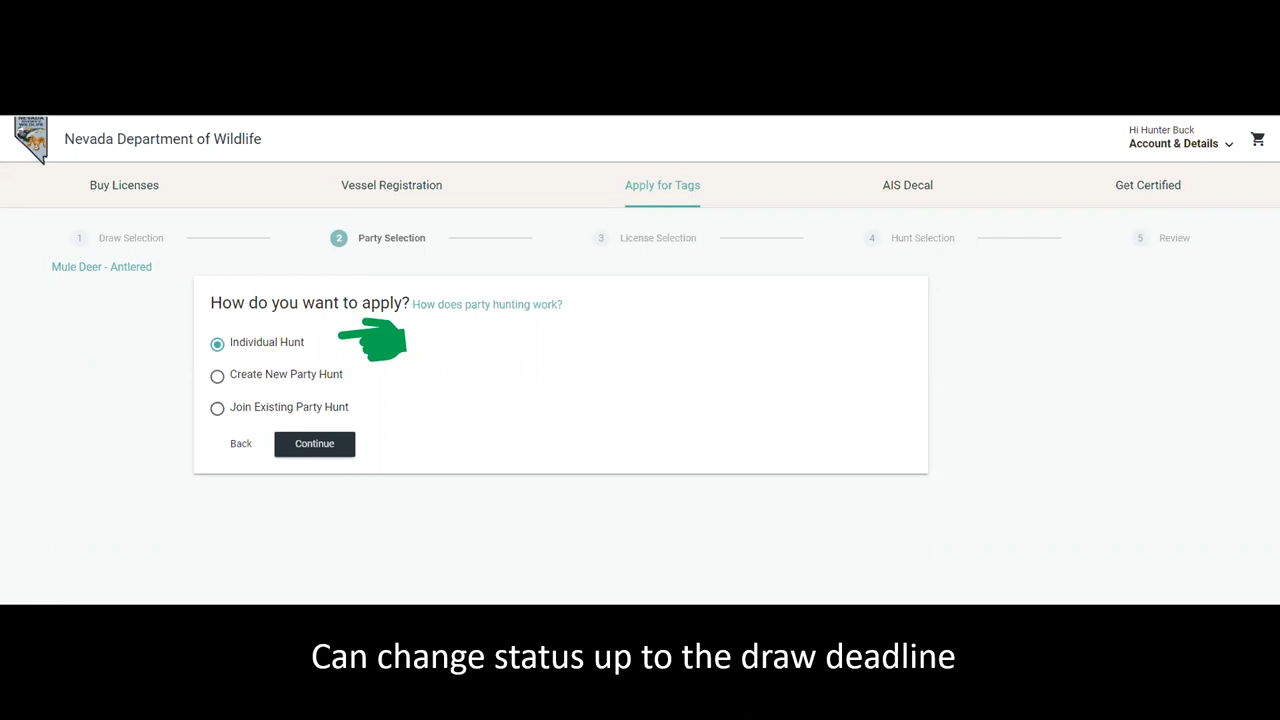 NEVADA
WILDLIFE
Nevada Department of Wildlife
Hi Hunter Buck
Account & Details
Buy Licenses
Vessel Registration
Apply for Tags
AIS Decal
Get Certified
1 Draw Selection
2 Party Selection
3 License Selection
4 Hunt Selection
5 Review
Mule Deer - Antlered
How do you want to apply? How does party hunting work?
Individual Hunt
Create New Party Hunt
Join Existing Party Hunt
Back
Continue
Can change status up to the draw deadline